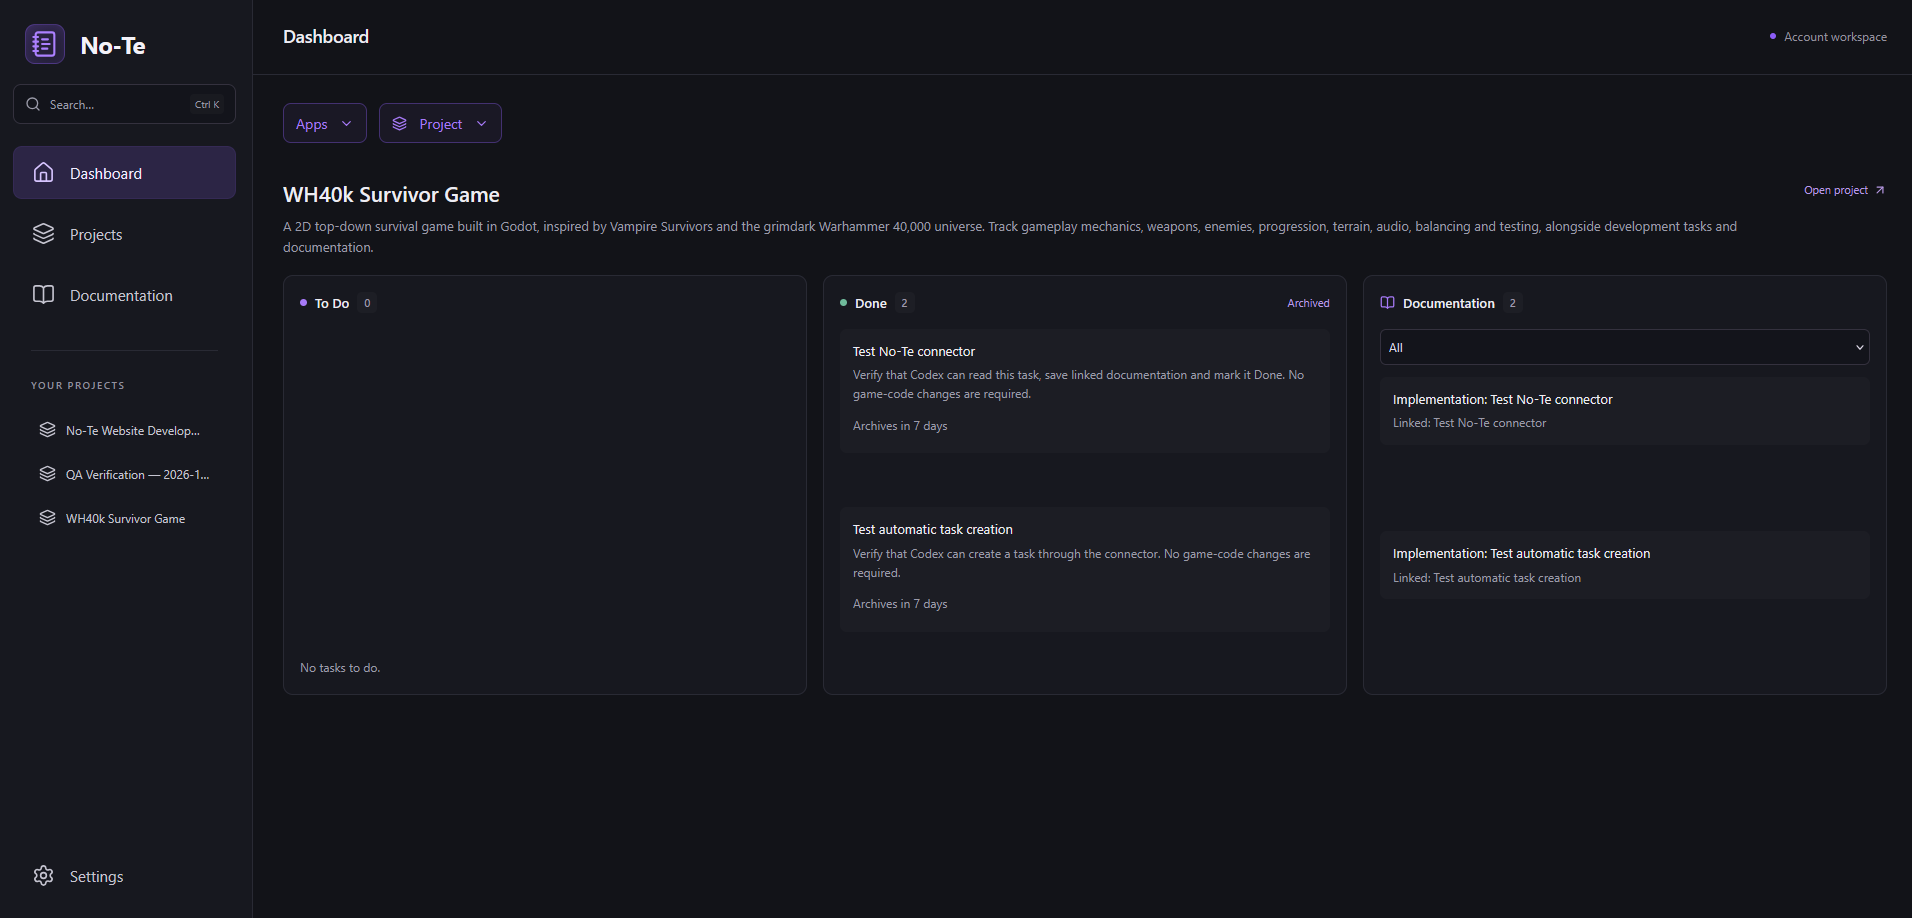 No-Te
Search...
Ctrl K
Dashboard
Projects
Documentation
YOUR PROJECTS
No-Te Website Develop...
QA Verification — 2026-1...
WH40k Survivor Game
Settings
Dashboard
Account workspace
Apps
Project
WH40k Survivor Game
Open project
A 2D top-down survival game built in Godot, inspired by Vampire Survivors and the grimdark Warhammer 40,000 universe. Track gameplay mechanics, weapons, enemies, progression, terrain, audio, balancing and testing, alongside development tasks and
documentation.
To Do 0
No tasks to do.
Done 2
Archived
Test No-Te connector
Verify that Codex can read this task, save linked documentation and mark it Done. No
game-code changes are required.
Archives in 7 days
Test automatic task creation
Verify that Codex can create a task through the connector. No game-code changes are
required.
Archives in 7 days
Documentation 2
All
Implementation: Test No-Te connector
Linked: Test No-Te connector
Implementation: Test automatic task creation
Linked: Test automatic task creation